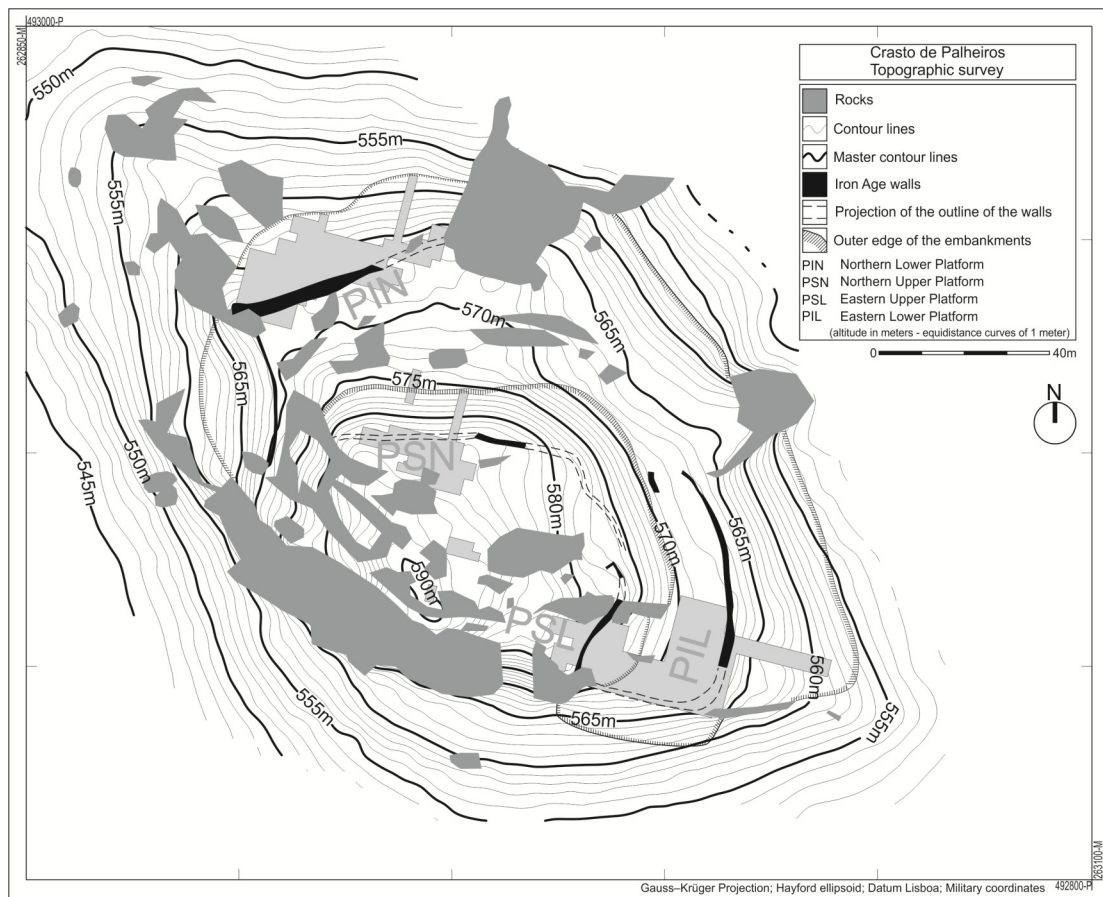 493000-P
262850-M
Crasto de Palheiros
Topographic survey
Rocks
Contour lines
Master contour lines
Iron Age walls
Projection of the outline of the walls
Outer edge of the embankments
PIN Northern Lower Platform
PSN Northern Upper Platform
PSL Eastern Upper Platform
PIL Eastern Lower Platform
(altitude in meters - equidistance curves of 1 meter)
0 40m
N
550m
555m
555m
PIN
570m
565m
565m
575m
PSN
550m
545m
580m
570m
565m
590m
PSL
PIL
560m
555m
565m
555m
263100-M
492800-P
Gauss–Krüger Projection; Hayford ellipsoid; Datum Lisboa; Military coordinates